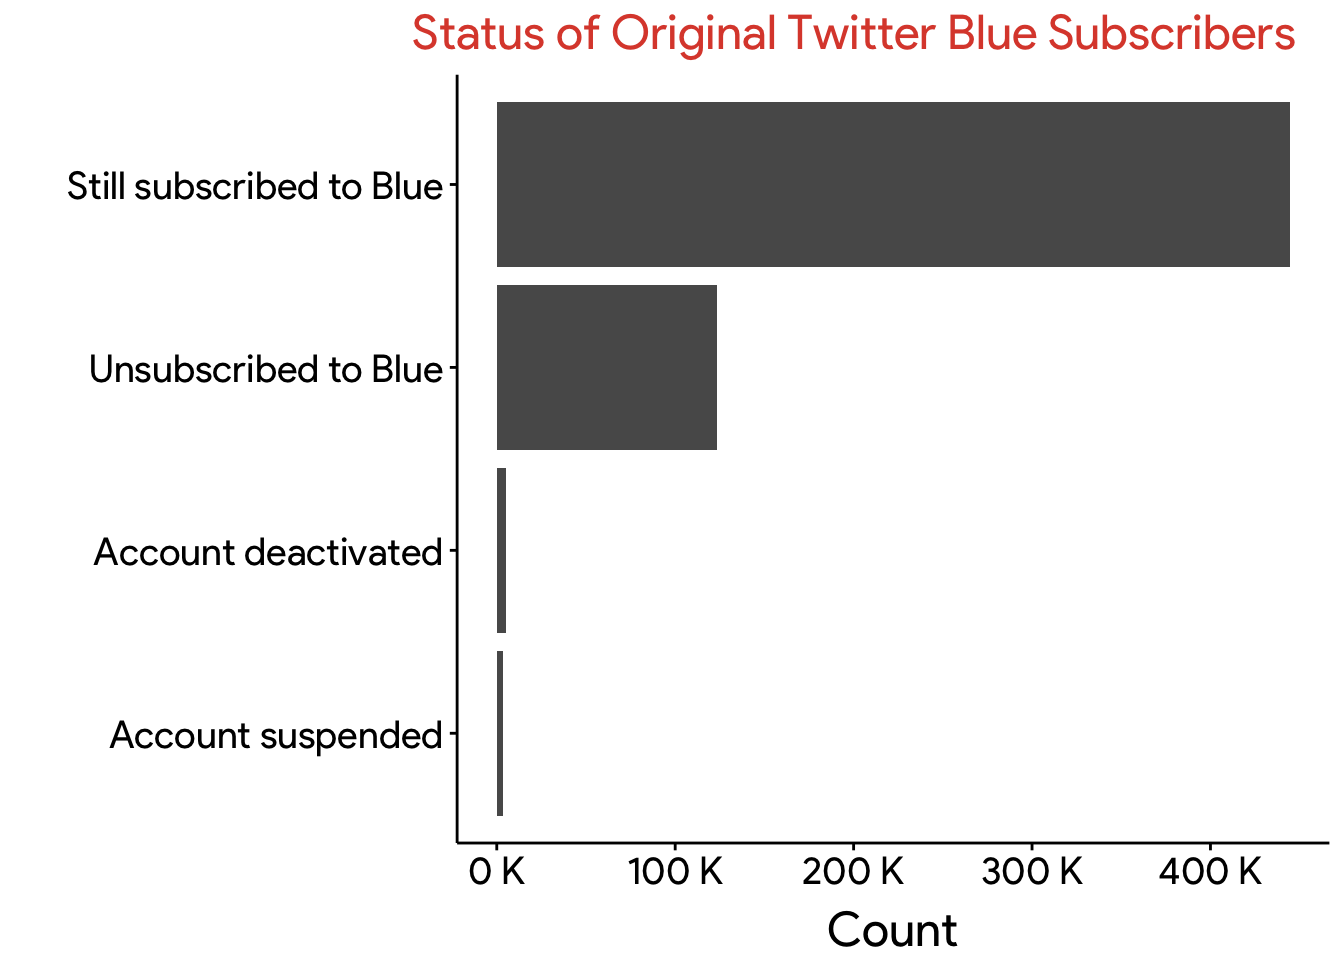 Status of Original Twitter Blue Subscribers
Still subscribed to Blue
Unsubscribed to Blue
Account deactivated
Account suspended
0 K 100 K 200 K 300 K 400 K
Count